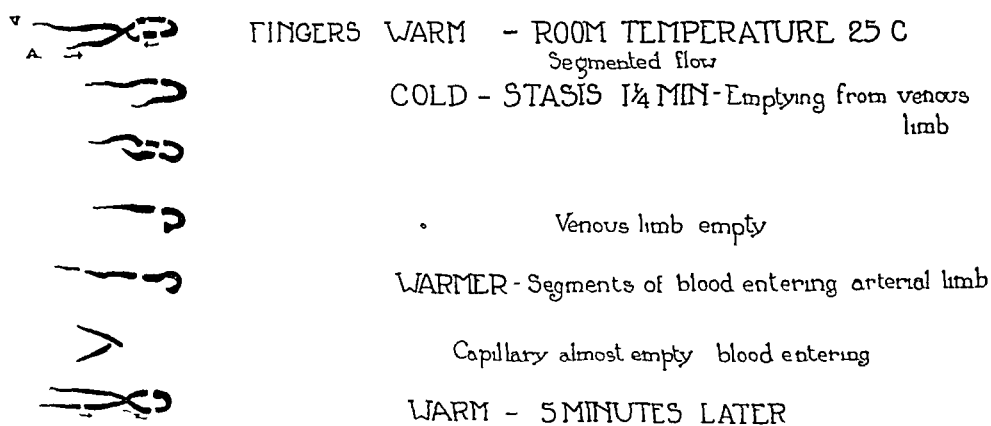 V
A.
FINGERS WARM - ROOM TEMPERATURE 25 C
Segmented flow
COLD - STASIS 1¼ MIN - Emptying from venous
limb
Venous limb empty
WARMER - Segments of blood entering arterial limb
Capillary almost empty blood entering
WARM - 5 MINUTES LATER